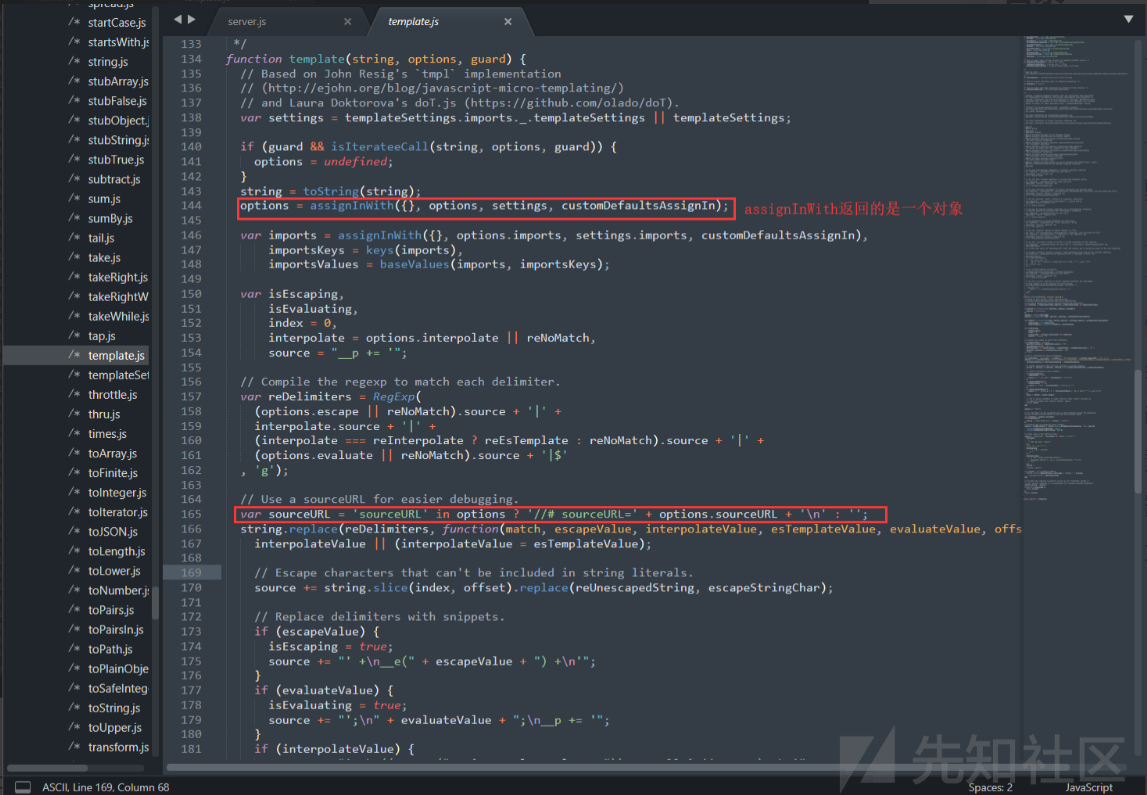 spread.js
startCase.js
startsWith.js
string.js
stubArray.js
stubFalse.js
stubObject.j
stubString.js
stubTrue.js
subtract.js
sum.js
sumBy.js
tail.js
take.js
takeRight.js
takeRightW
takeWhile.js
tap.js
template.js
templateSet
throttle.js
thru.js
times.js
toArray.js
toFinite.js
toInteger.js
toIterator.js
toJSON.js
toLength.js
toLower.js
toNumber.js
toPairs.js
toPairsIn.js
toPath.js
toPlainObje
toSafeInteg
toString.js
toUpper.js
transform.js
server.js
template.js
133 */
134 function template(string, options, guard) {
135 // Based on John Resig's `tmpl` implementation
136 // (http://ejohn.org/blog/javascript-micro-templating/)
137 // and Laura Doktorova's doT.js (https://github.com/olado/doT).
138 var settings = templateSettings.imports._.templateSettings || templateSettings;
139
140 if (guard && isIterateeCall(string, options, guard)) {
141 options = undefined;
142 }
143 string = toString(string);
144 options = assignInWith({}, options, settings, customDefaultsAssignIn); assignInWith返回的是一个对象
145
146 var imports = assignInWith({}, options.imports, settings.imports, customDefaultsAssignIn),
147 importsKeys = keys(imports),
148 importsValues = baseValues(imports, importsKeys);
149
150 var isEscaping,
151 isEvaluating,
152 index = 0,
153 interpolate = options.interpolate || reNoMatch,
154 source = "__p += '";
155
156 // Compile the regexp to match each delimiter.
157 var reDelimiters = RegExp(
158 (options.escape || reNoMatch).source + '|' +
159 interpolate.source + '|' +
160 (interpolate === reInterpolate ? reEsTemplate : reNoMatch).source + '|' +
161 (options.evaluate || reNoMatch).source + '|$'
162 , 'g');
163
164 // Use a sourceURL for easier debugging.
165 var sourceURL = 'sourceURL' in options ? '//# sourceURL=' + options.sourceURL + '\n' : '';
166 string.replace(reDelimiters, function(match, escapeValue, interpolateValue, esTemplateValue, evaluateValue, offs
167 interpolateValue || (interpolateValue = esTemplateValue);
168
169 // Escape characters that can't be included in string literals.
170 source += string.slice(index, offset).replace(reUnescapedString, escapeStringChar);
171
172 // Replace delimiters with snippets.
173 if (escapeValue) {
174 isEscaping = true;
175 source += "' +\n__e(" + escapeValue + ") +\n'";
176 }
177 if (evaluateValue) {
178 isEvaluating = true;
179 source += "';\n" + evaluateValue + ";\n__p += '";
180 }
181 if (interpolateValue) {
先知社区
ASCII, Line 169, Column 68
Spaces: 2
JavaScript